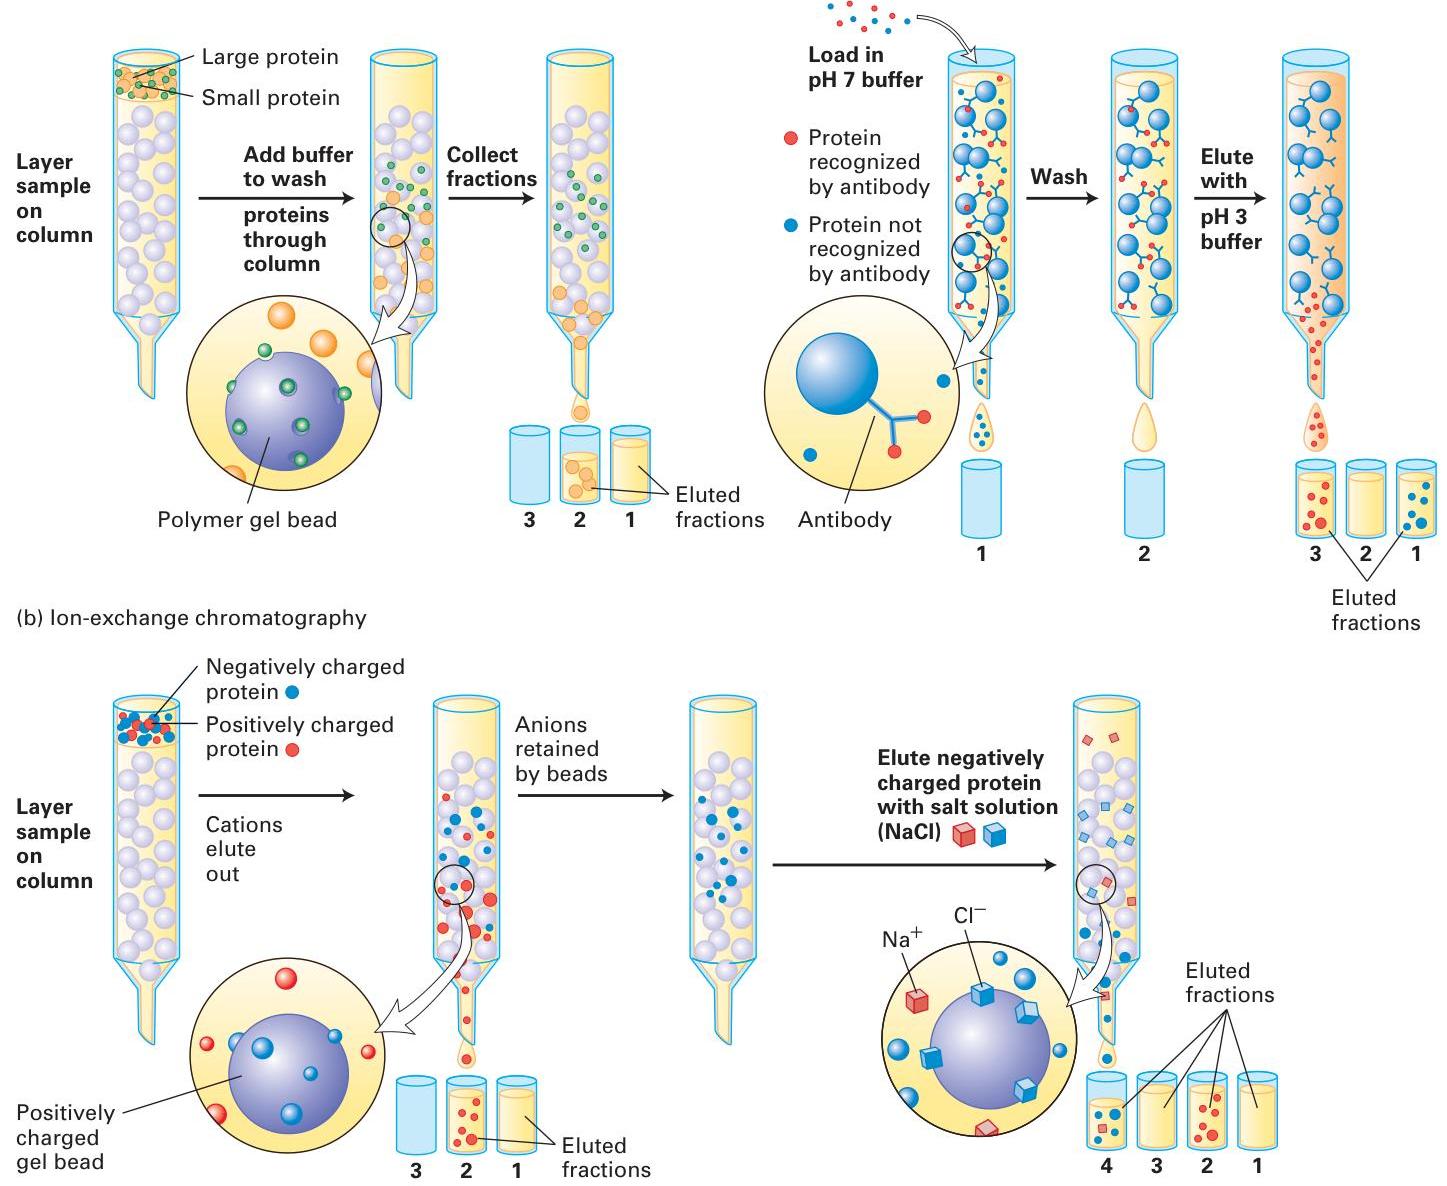 Large protein
Small protein
Layer
sample
on
column
Add buffer
to wash
proteins
through
column
Collect
fractions
Polymer gel bead
3
2
1
Eluted
fractions
Load in
pH 7 buffer
Protein
recognized
by antibody
Protein not
recognized
by antibody
Wash
Elute
with
pH 3
buffer
Antibody
1
2
3
2
1
Eluted
fractions
(b) Ion-exchange chromatography
Negatively charged
protein
Positively charged
protein
Layer
sample
on
column
Cations
elute
out
Anions
retained
by beads
Positively
charged
gel bead
3
2
1
Eluted
fractions
Elute negatively
charged protein
with salt solution
(NaCl)
Na+
Cl−
Eluted
fractions
4
3
2
1